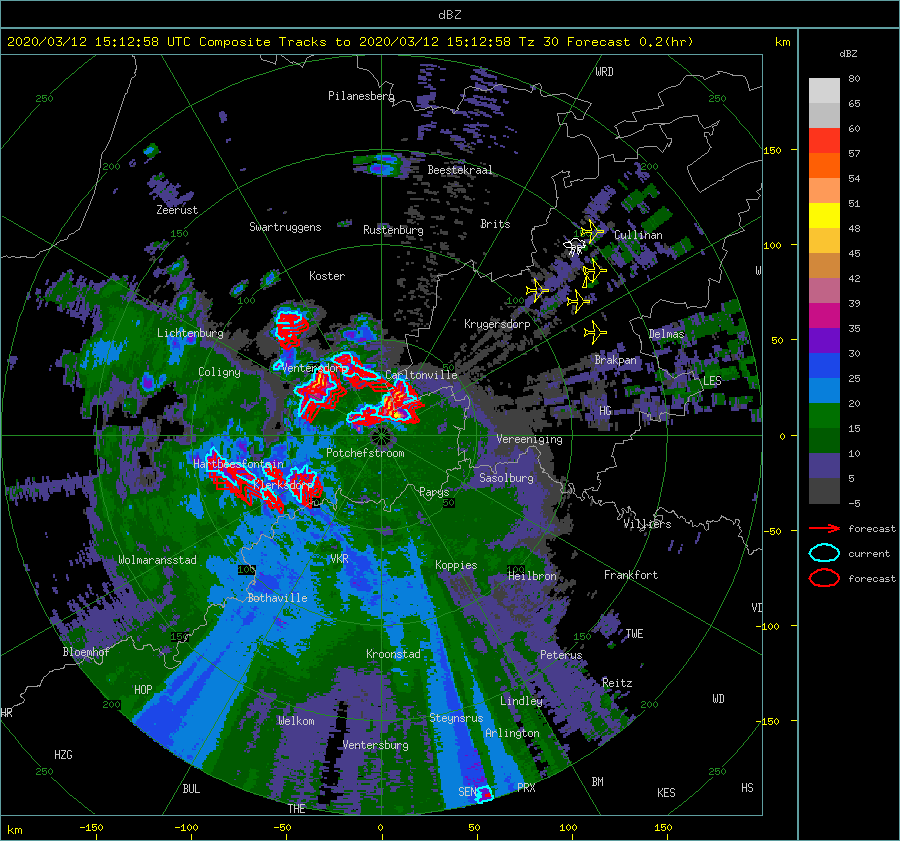 dBZ
2020/03/12 15:12:58 UTC Composite Tracks to 2020/03/12 15:12:58 Tz 30 Forecast 0.2(hr) km
dBZ
WRD
80
250 Pilanesberg 250
65
60
150
200 Beestekraal 200
57
54
Zeerust
51
Swartruggens Rustenburg Brits
150 Cullinan
48
100
45
W
Koster
42
100 100
39
Krugersdorp
Lichtenburg Delmas
35
50
30
Coligny Ventersdorp Carltonville Brakpan
LES
25
20
HG
15
0
Vereeniging
Potchefstroom
10
Hartbeesfontein
Klerksdorp Sasolburg
5
Parys
50
-5
Villiers
forecast
-50
Wolmaransstad VKR Koppies
current
100 100
Heilbron Frankfort
forecast
Bothaville
VI
-100
150 150 TWE
Bloemhof Kroonstad Peterus
HOP Reitz
200 Lindley 200 WD
HR
Welkom Steynsrus
-150
Arlington
Ventersburg
HZG
250 250
BUL SEN PRX BM KES HS
THE
km -150 -100 -50 0 50 100 150